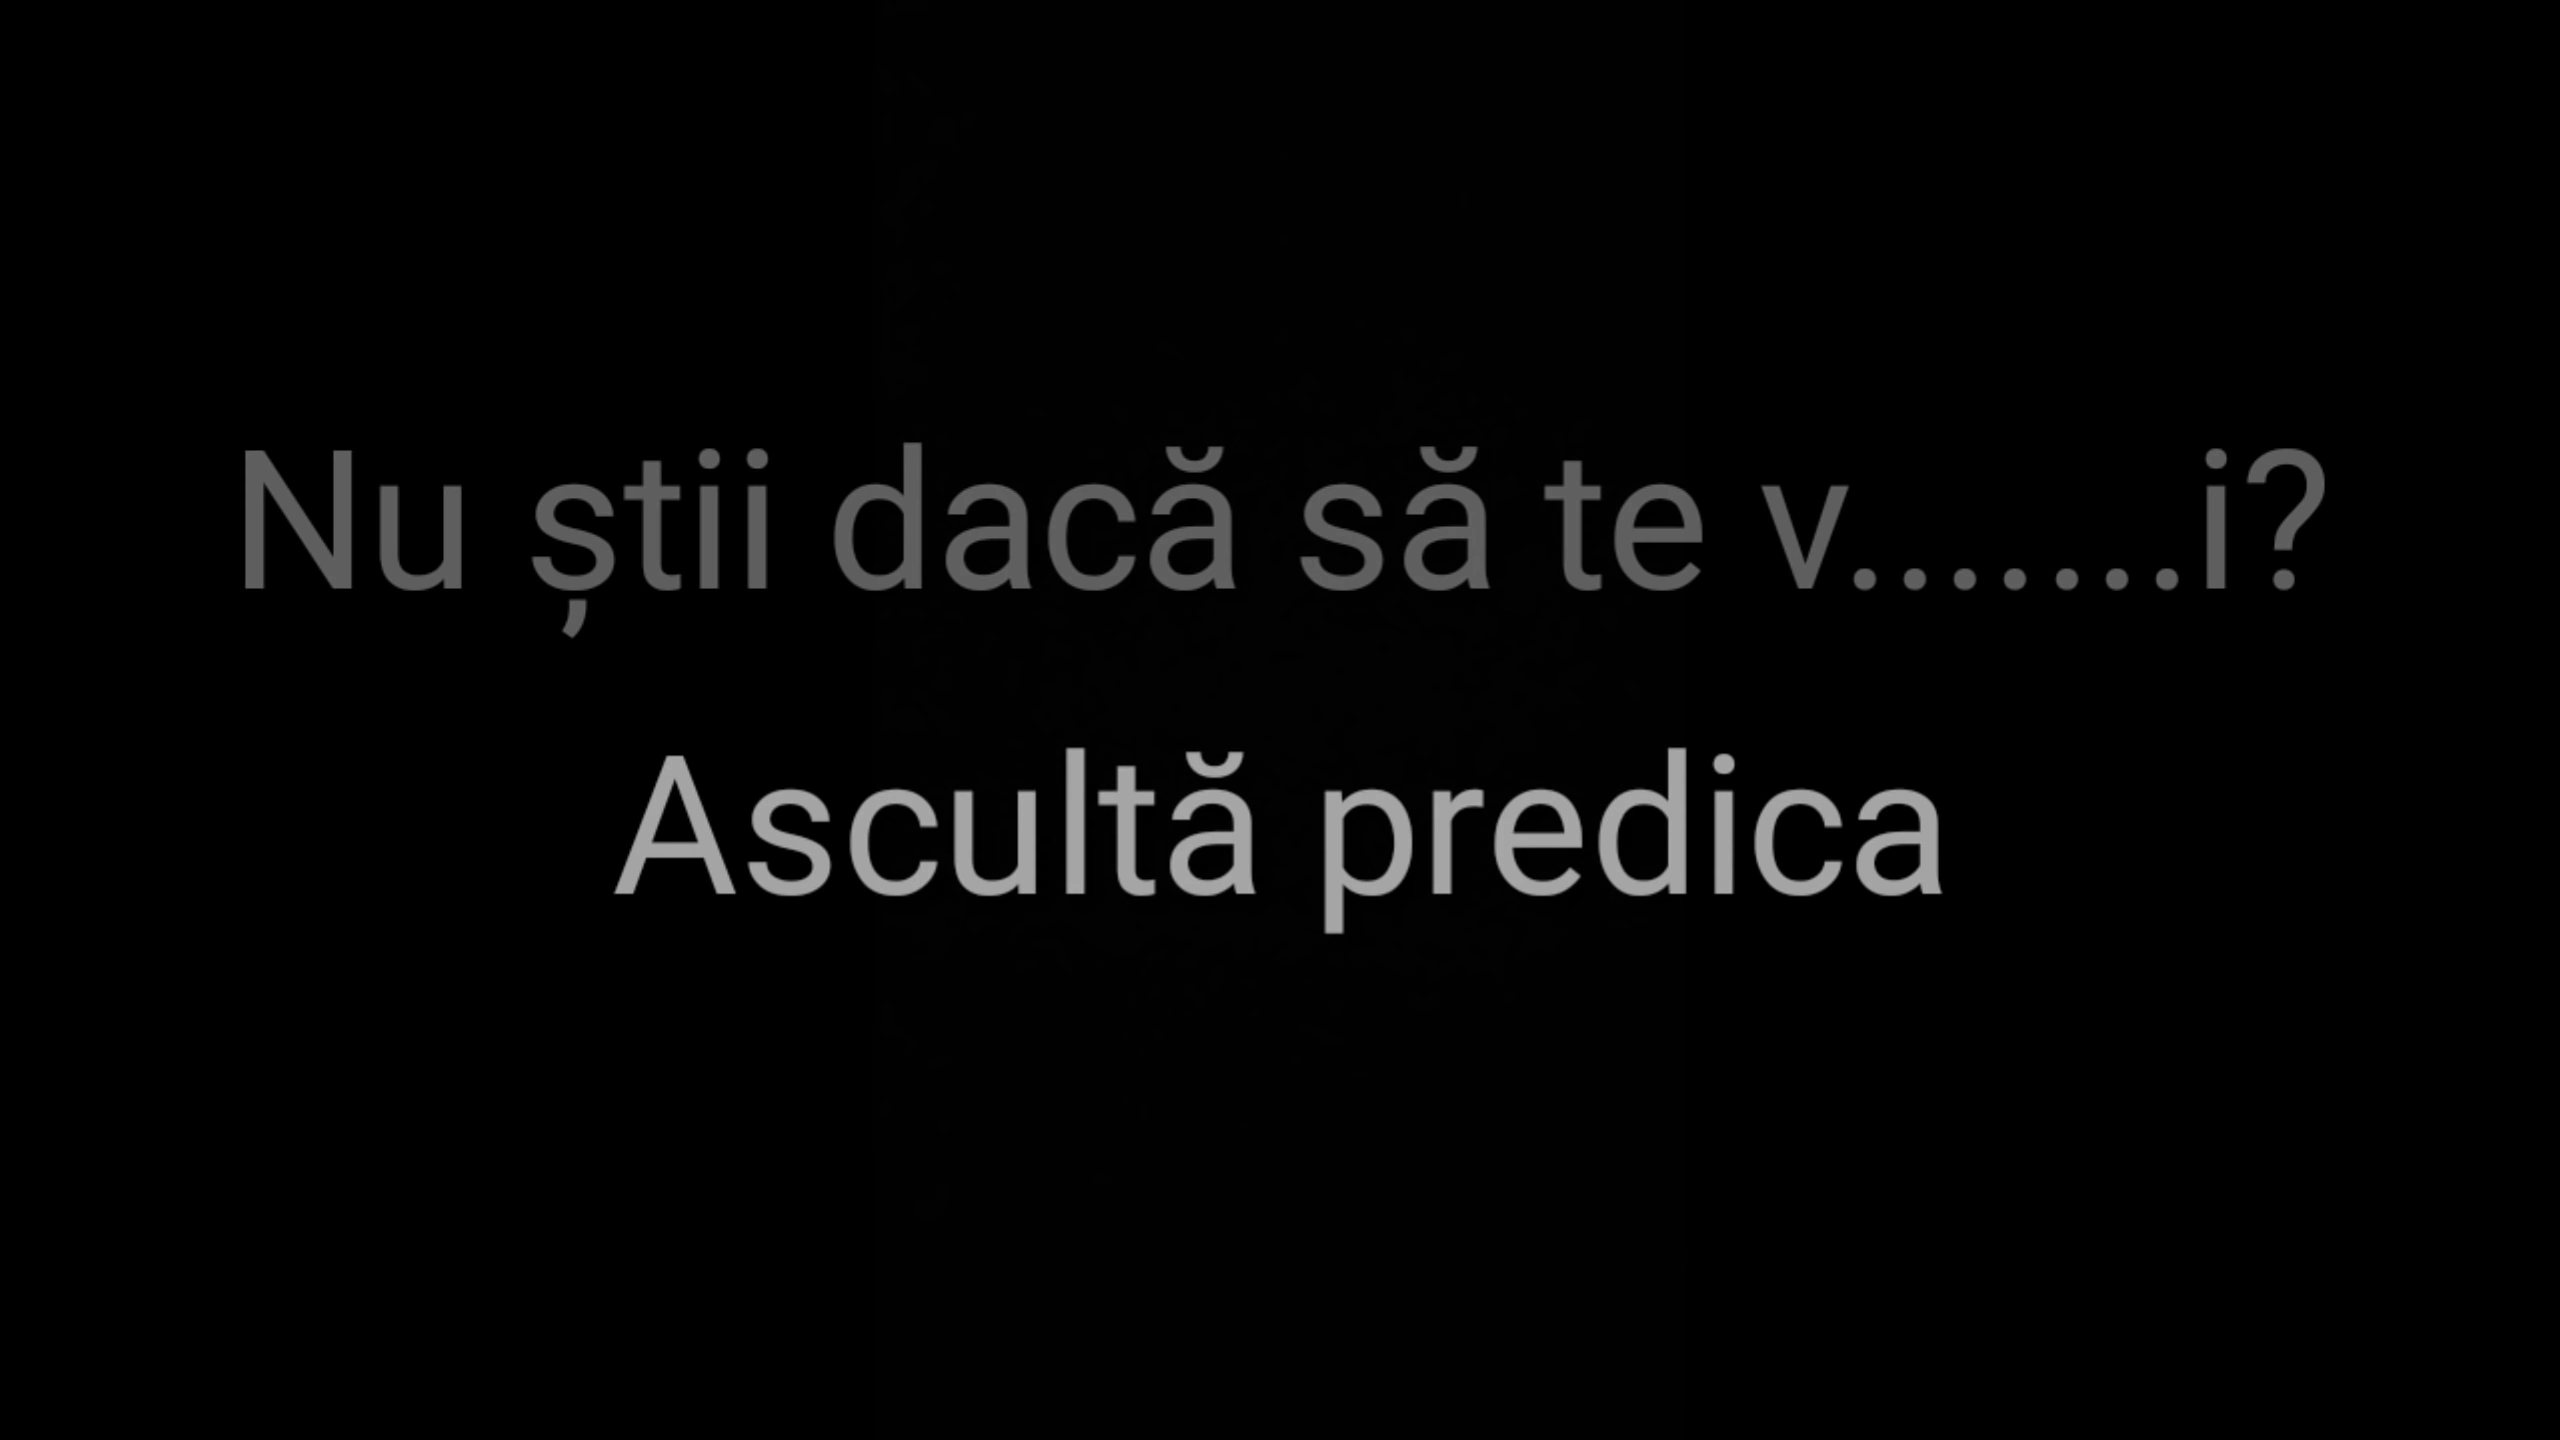 Nu știi dacă să te v.......i?
Ascultă predica